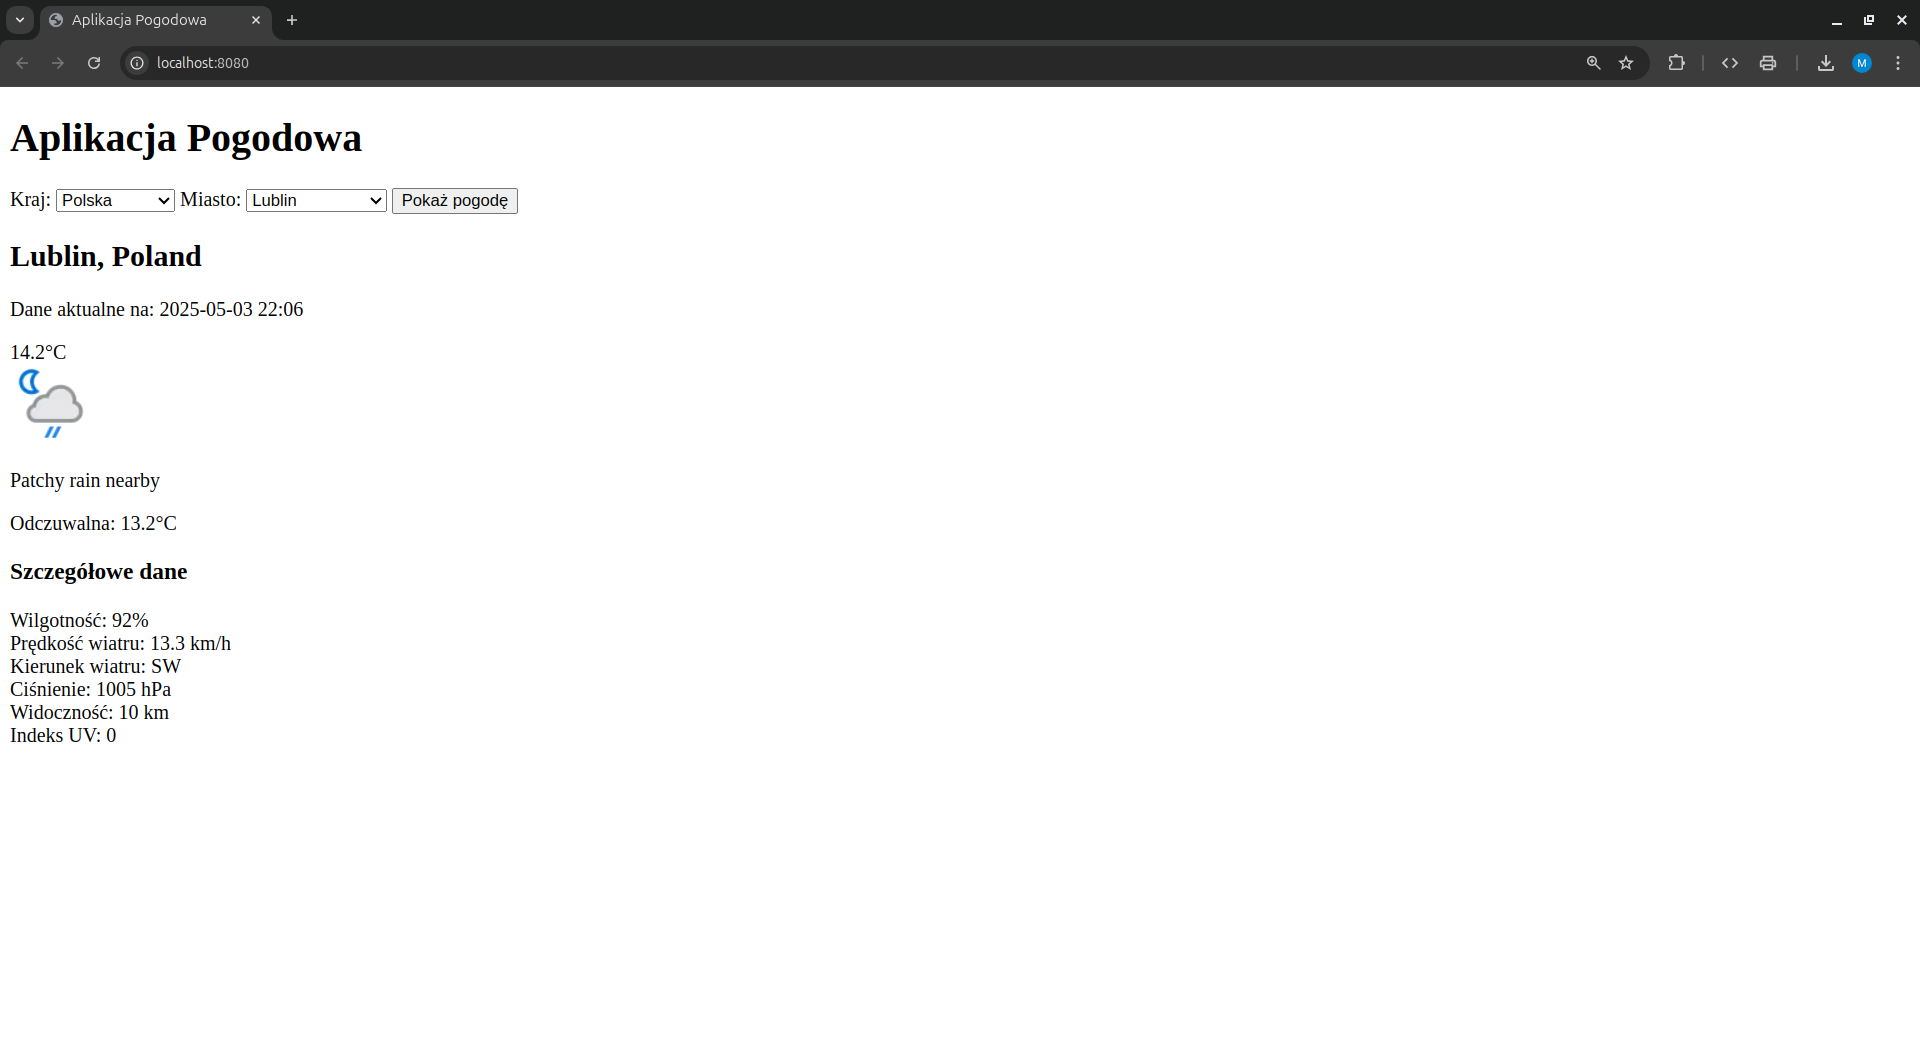 Aplikacja Pogodowa
localhost:8080
M
Aplikacja Pogodowa
Kraj: Polska Miasto: Lublin Pokaż pogodę
Lublin, Poland
Dane aktualne na: 2025-05-03 22:06
14.2°C
Patchy rain nearby
Odczuwalna: 13.2°C
Szczegółowe dane
Wilgotność: 92%
Prędkość wiatru: 13.3 km/h
Kierunek wiatru: SW
Ciśnienie: 1005 hPa
Widoczność: 10 km
Indeks UV: 0